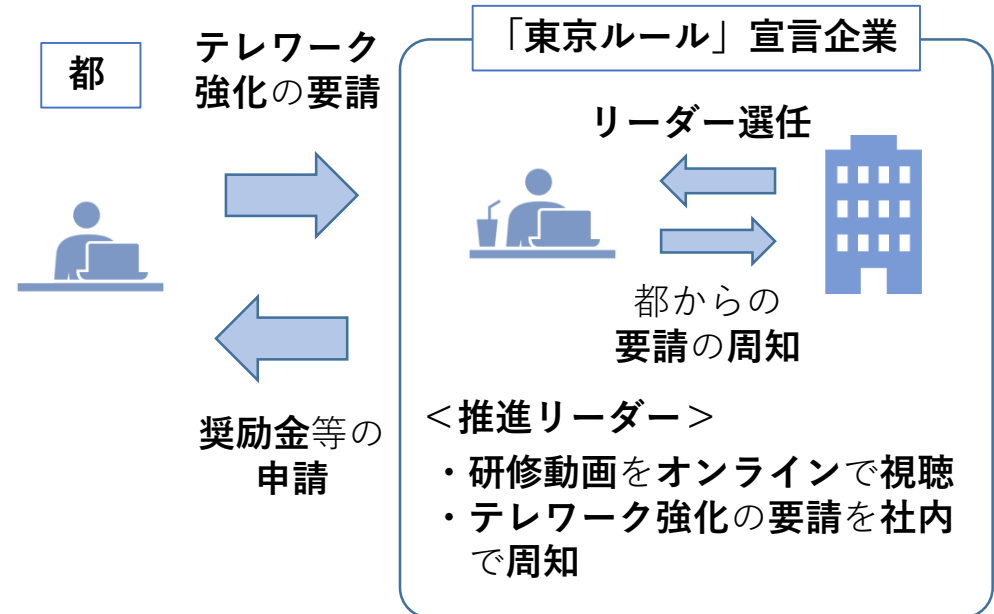 都
テレワーク
強化の要請
「東京ルール」宣言企業
リーダー選任
都からの
要請の周知
奨励金等の
申請
＜推進リーダー＞
・研修動画をオンラインで視聴
・テレワーク強化の要請を社内
で周知